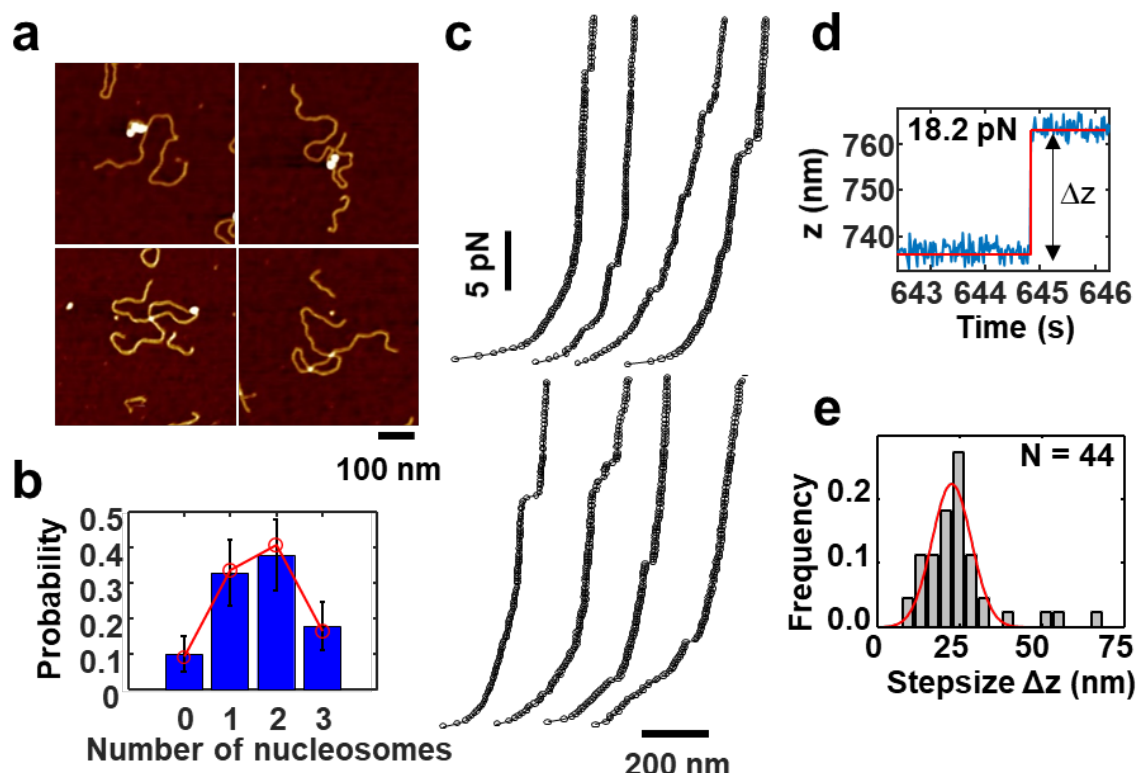 a
100 nm
b
Probability
0.5
0.4
0.3
0.2
0.1
0
0 1 2 3
Number of nucleosomes
c
5 pN
200 nm
d
18.2 pN
z (nm)
760
750
740
Δz
643 644 645 646
Time (s)
e
N = 44
Frequency
0.2
0.1
0.0
0 25 50 75
Stepsize Δz (nm)